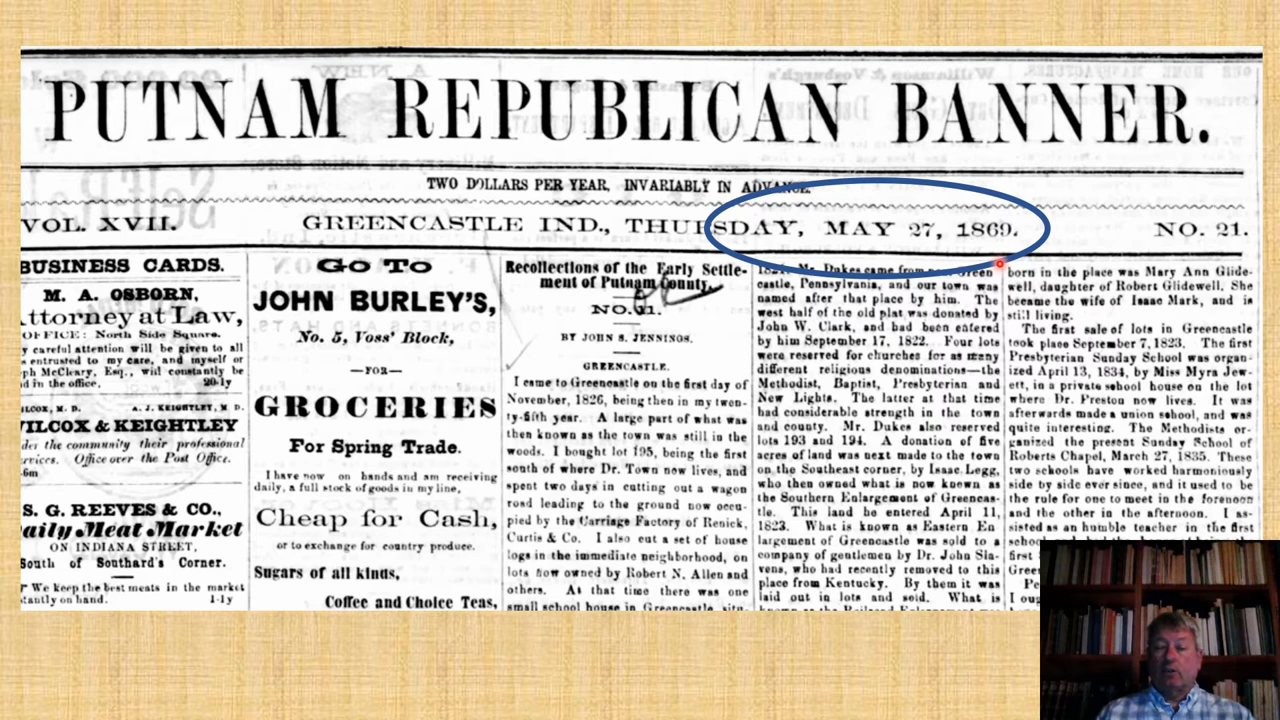 PUTNAM REPUBLICAN BANNER.
TWO DOLLARS PER YEAR, INVARIABLY IN ADVANCE.
VOL. XVII.
GREENCASTLE IND., THURSDAY, MAY 27, 1869.
NO. 21.
BUSINESS CARDS.
M. A. OSBORN,
Attorney at Law,
OFFICE: North Side Square.
careful attention will be given to all
entrusted to my care, and myself or
McCleary, Esq., will constantly be
in the office. 20-ly
M. D. A. J. KEIGHTLEY, M. D.
WILCOX & KEIGHTLEY
the community their professional
Office over the Post Office.
6m
S. G. REEVES & CO.,
Daily Meat Market
ON INDIANA STREET,
South of Southard's Corner.
We keep the best meats in the market
on hand. 1-ly
GO TO
JOHN BURLEY'S,
No. 5, Voss' Block,
—FOR—
GROCERIES
For Spring Trade.
I have now on hands and am receiving
daily, a full stock of goods in my line,
Cheap for Cash,
or to exchange for country produce.
Sugars of all kinds,
Coffee and Choice Teas,
Recollections of the Early Settle-
ment of Putnam County.
NO. 11.
BY JOHN S. JENNINGS.
GREENCASTLE.
I came to Greencastle on the first day of
November, 1826, being then in my twen-
ty-fifth year. A large part of what was
then known as the town was still in the
woods. I bought lot 195, being the first
south of where Dr. Town now lives, and
spent two days in cutting out a wagon
road leading to the ground now occu-
pied by the Carriage Factory of Renick,
Curtis & Co. I also cut a set of house
logs in the immediate neighborhood, on
lots now owned by Robert N. Allen and
others. At that time there was one
small school house in Greencastle
Mr. Dukes came from Green
castle, Pennsylvania, and our town was
named after that place by him. The
west half of the old plat was donated by
John W. Clark, and had been entered
by him September 17, 1822. Four lots
were reserved for churches for as many
different religious denominations—the
Methodist, Baptist, Presbyterian and
New Lights. The latter at that time
had considerable strength in the town
and county. Mr. Dukes also reserved
lots 193 and 194. A donation of five
acres of land was next made to the town
on the Southeast corner, by Isaac Legg,
who then owned what is now known as
the Southern Enlargement of Greencas-
tle. This land he entered April 11,
1823. What is known as Eastern En
largement of Greencastle was sold to a
company of gentlemen by Dr. John Sla-
vens, who had recently removed to this
place from Kentucky. By them it was
laid out in lots and sold. What is
known as the Railroad Enlargement
born in the place was Mary Ann Glide-
well, daughter of Robert Glidewell. She
became the wife of Isaac Mark, and is
still living.
The first sale of lots in Greencastle
took place September 7, 1823. The first
Presbyterian Sunday School was organ-
ized April 13, 1834, by Miss Myra Jew-
ett, in a private school house on the lot
where Dr. Preston now lives. It was
afterwards made a union school, and was
quite interesting. The Methodists or-
ganized the present Sunday School of
Roberts Chapel, March 27, 1835. These
two schools have worked harmoniously
side by side ever since, and it used to be
the rule for one to meet in the forenoon
and the other in the afternoon. I as-
sisted as an humble teacher in the first
first